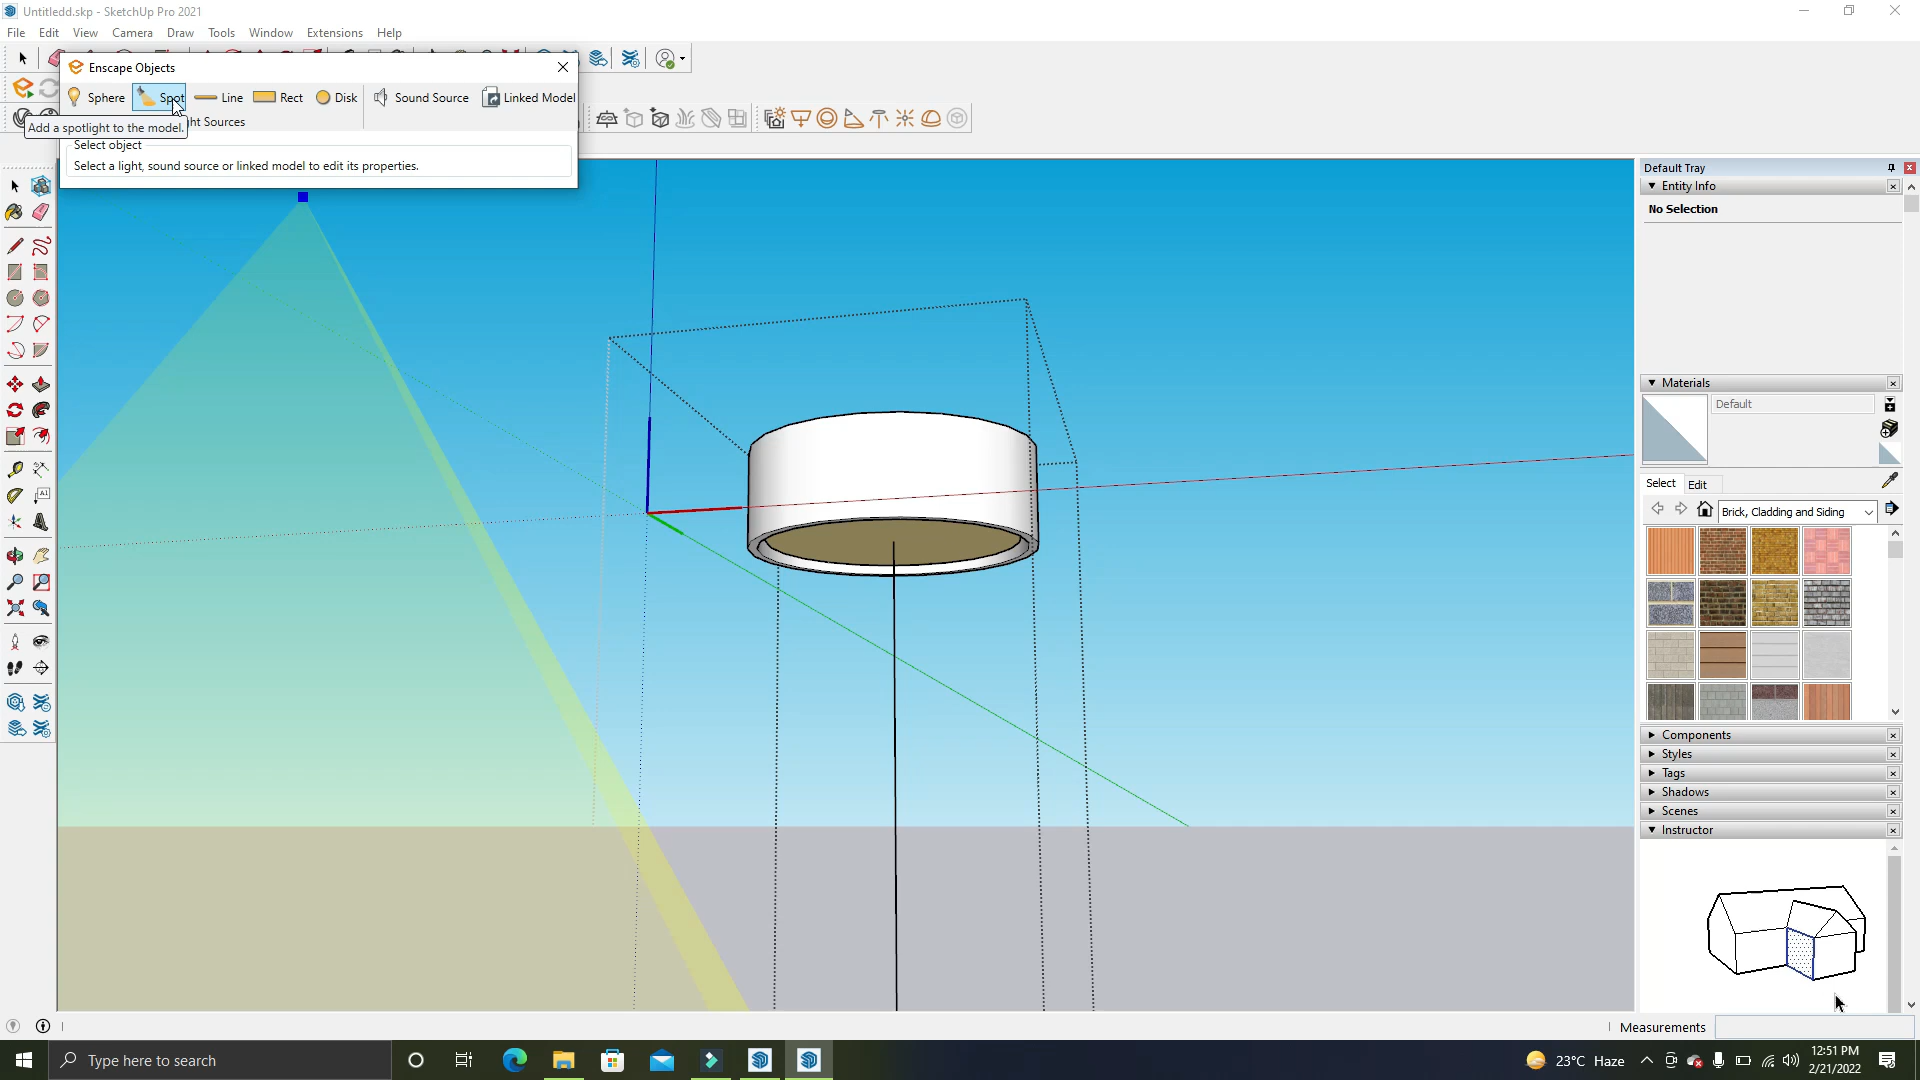 Untitledd.skp - SketchUp Pro 2021
File Edit View Camera Draw Tools Window Extensions Help
Enscape Objects
Sphere Spot Line Rect Disk Sound Source Linked Model
Add a spotlight to the model.
ht Sources
Select object
Select a light, sound source or linked model to edit its properties.
Default Tray
Entity Info
No Selection
Materials
Default
Select Edit
Brick, Cladding and Siding
Components
Styles
Tags
Shadows
Scenes
Instructor
A1
Measurements
Type here to search
23°C Haze
12:51 PM
2/21/2022